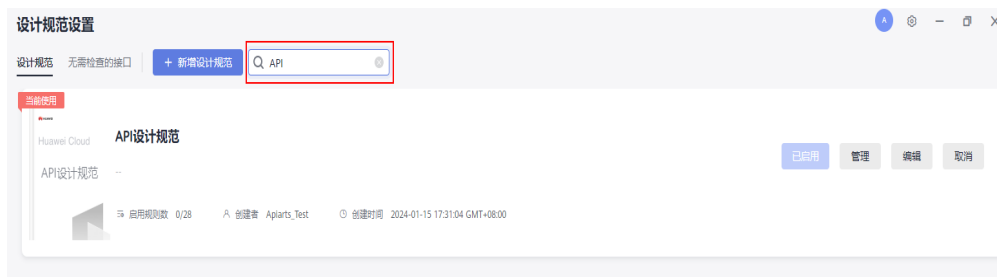 设计规范设置
A
设计规范 无需检查的接口 + 新增设计规范 API
当前使用
Huawei Cloud
API设计规范
API设计规范
--
已启用 管理 编辑 取消
启用规则数 0/28 创建者 Apiarts_Test 创建时间 2024-01-15 17:31:04 GMT+08:00